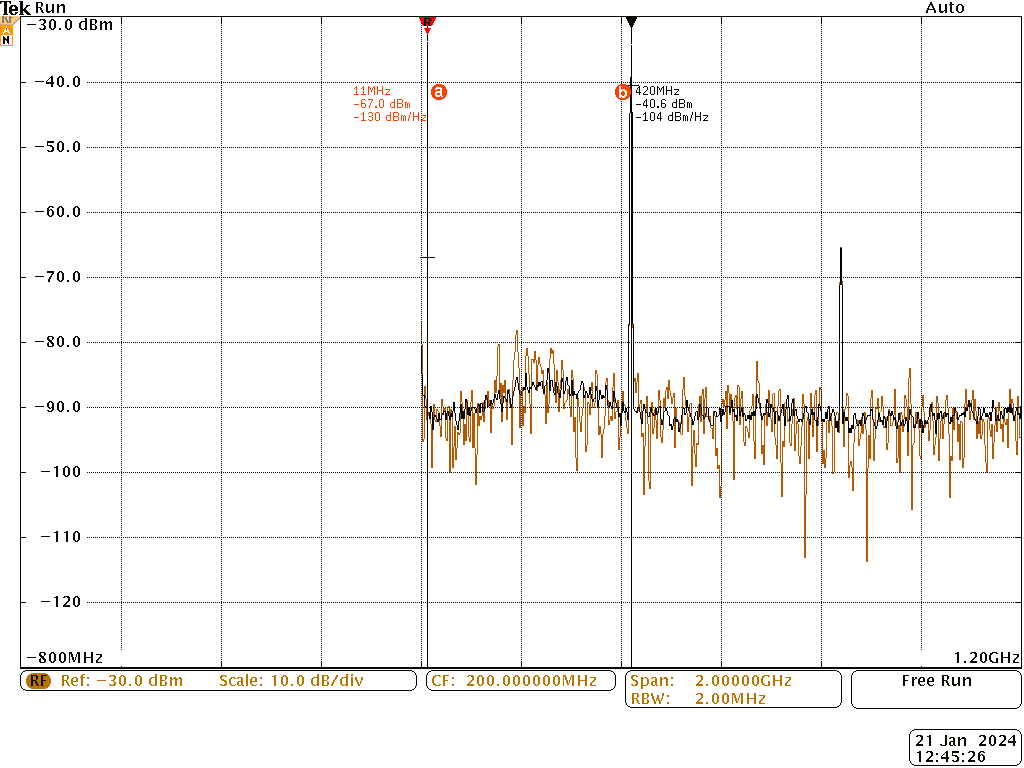 Tek Run Auto
R
−30.0 dBm
A
N
−40.0
11MHz a b 420MHz
−67.0 dBm −40.6 dBm
−130 dBm/Hz −104 dBm/Hz
−50.0
−60.0
−70.0
−80.0
−90.0
−100
−110
−120
−800MHz 1.20GHz
RF Ref: −30.0 dBm Scale: 10.0 dB/div CF: 200.000000MHz Span: 2.00000GHz Free Run
RBW: 2.00MHz
21 Jan 2024
12:45:26